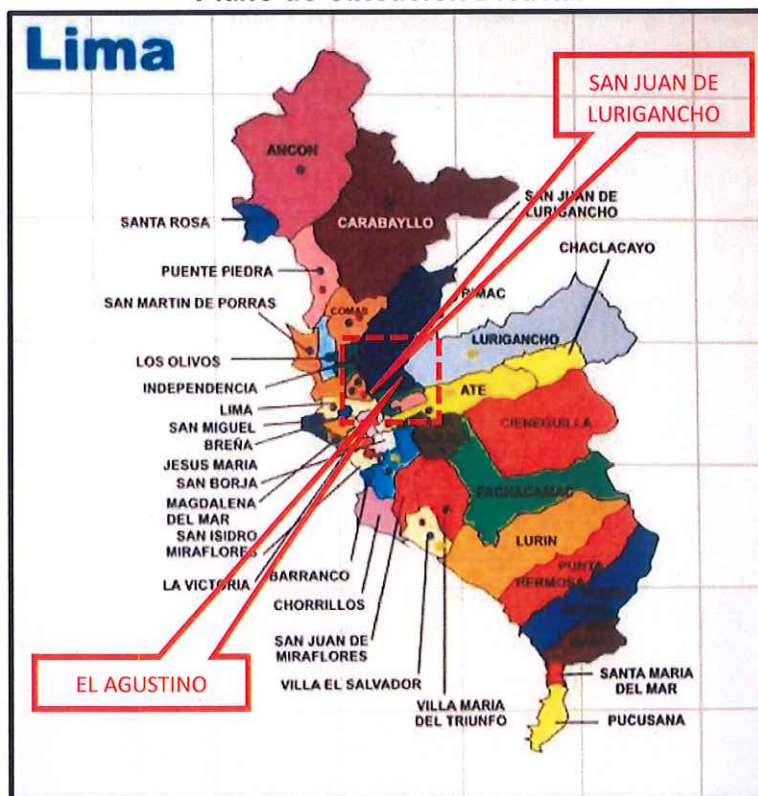 Lima
SAN JUAN DE
LURIGANCHO
ANCON
SAN JUAN DE
LURIGANCHO
SANTA ROSA
CARABAYLLO
CHACLACAYO
PUENTE PIEDRA
RIMAC
SAN MARTIN DE PORRAS
COMAS
LURIGANCHO
LOS OLIVOS
INDEPENDENCIA
ATE
LIMA
CIENEGUILLA
SAN MIGUEL
BREÑA
JESUS MARIA
SAN BORJA
PACHACAMAC
MAGDALENA
DEL MAR
SAN ISIDRO
LURIN
MIRAFLORES
PUNTA
HERMOSA
LA VICTORIA
BARRANCO
CHORRILLOS
SAN JUAN DE
MIRAFLORES
EL AGUSTINO
VILLA EL SALVADOR
SANTA MARIA
DEL MAR
VILLA MARIA
DEL TRIUNFO
PUCUSANA